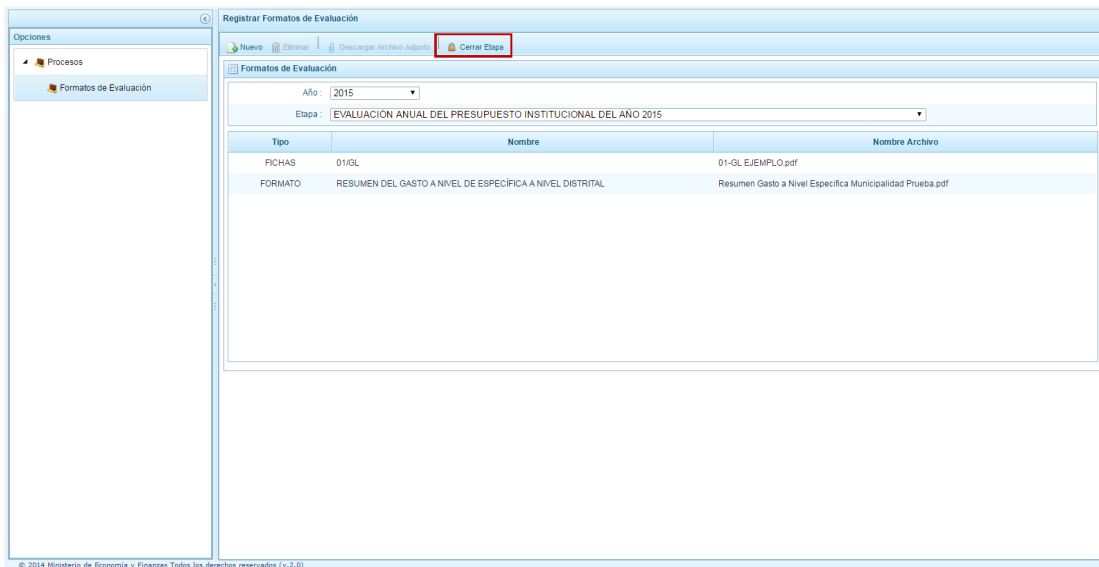 Registrar Formatos de Evaluación
Opciones
Nuevo Eliminar Descargar Archivo Adjunto Cerrar Etapa
Procesos
Formatos de Evaluación
Formatos de Evaluación
Año : 2015
Etapa : EVALUACIÓN ANUAL DEL PRESUPUESTO INSTITUCIONAL DEL AÑO 2015
Tipo Nombre Nombre Archivo
FICHAS 01/GL 01-GL EJEMPLO.pdf
FORMATO RESUMEN DEL GASTO A NIVEL DE ESPECÍFICA A NIVEL DISTRITAL Resumen Gasto a Nivel Especifica Municipalidad Prueba.pdf
© 2014 Ministerio de Economía y Finanzas Todos los derechos reservados (v.2.0)